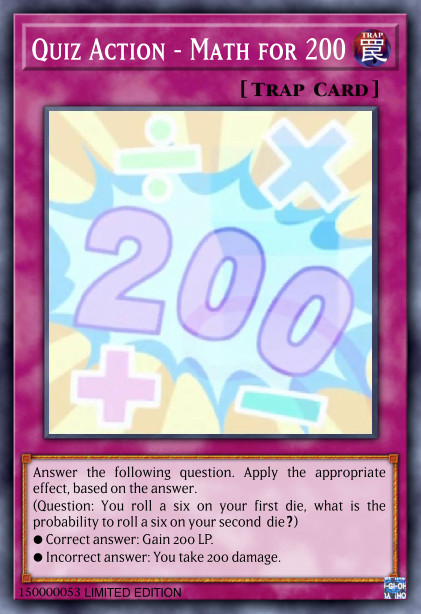 QUIZ ACTION - MATH FOR 200
TRAP
罠
[TRAP CARD]
200
Answer the following question. Apply the appropriate
effect, based on the answer.
(Question: You roll a six on your first die, what is the
probability to roll a six on your second die?)
● Correct answer: Gain 200 LP.
● Incorrect answer: You take 200 damage.
150000053 LIMITED EDITION